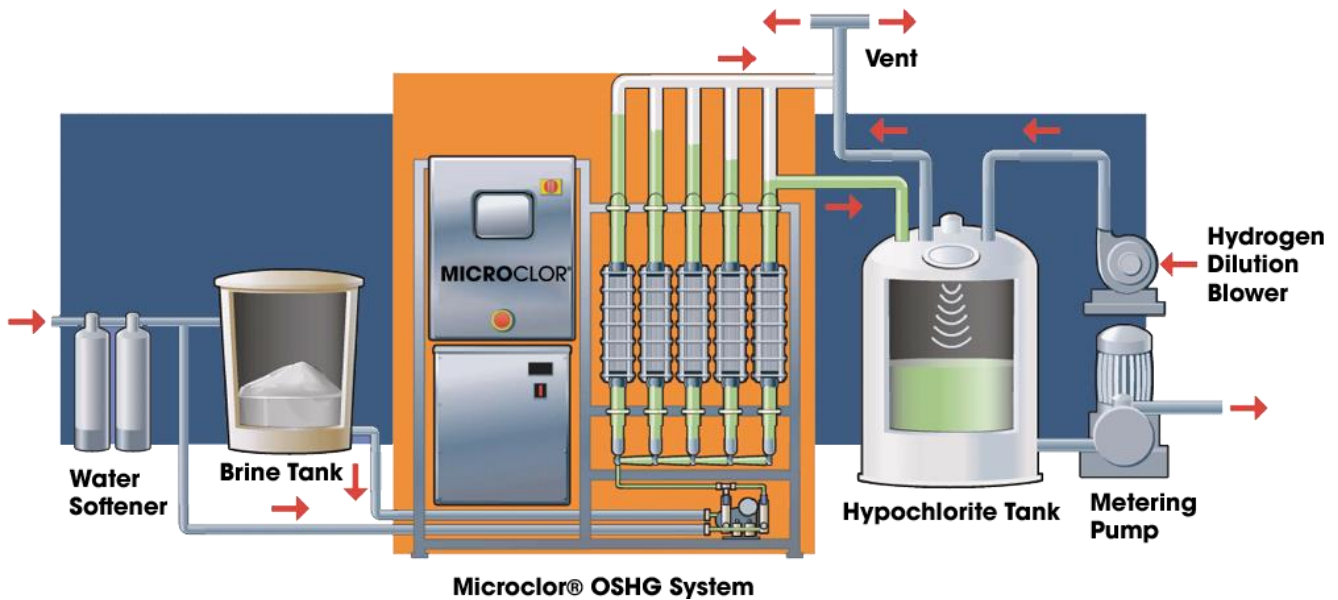 Vent
MICROCLOR®
Hydrogen
Dilution
Blower
Water
Softener
Brine Tank
Hypochlorite Tank
Metering
Pump
Microclor® OSHG System